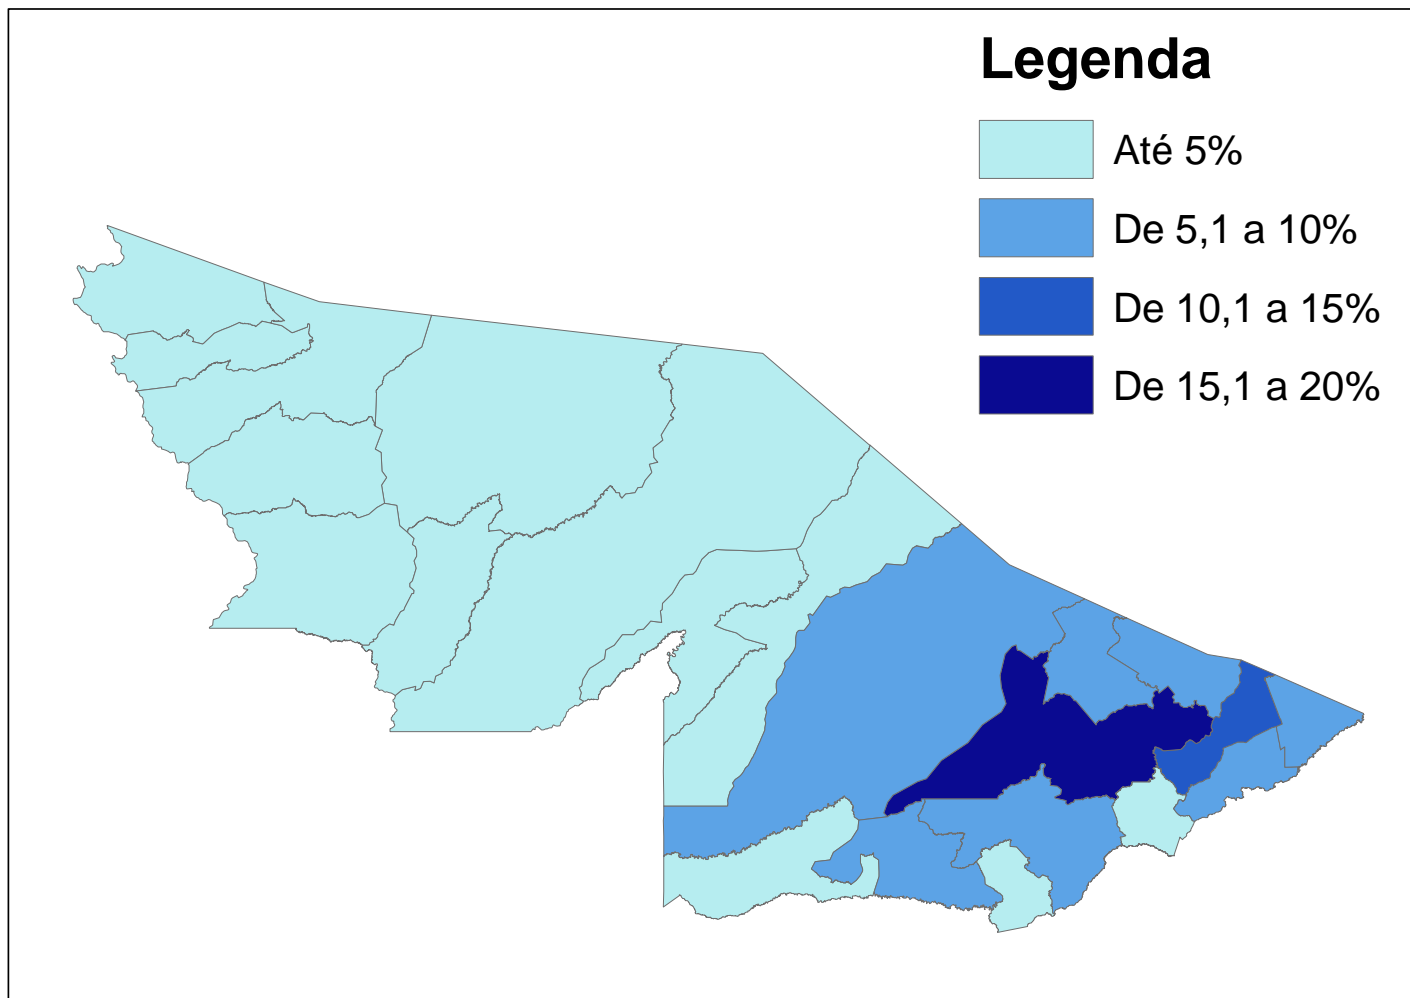 Legenda
Até 5%
De 5,1 a 10%
De 10,1 a 15%
De 15,1 a 20%